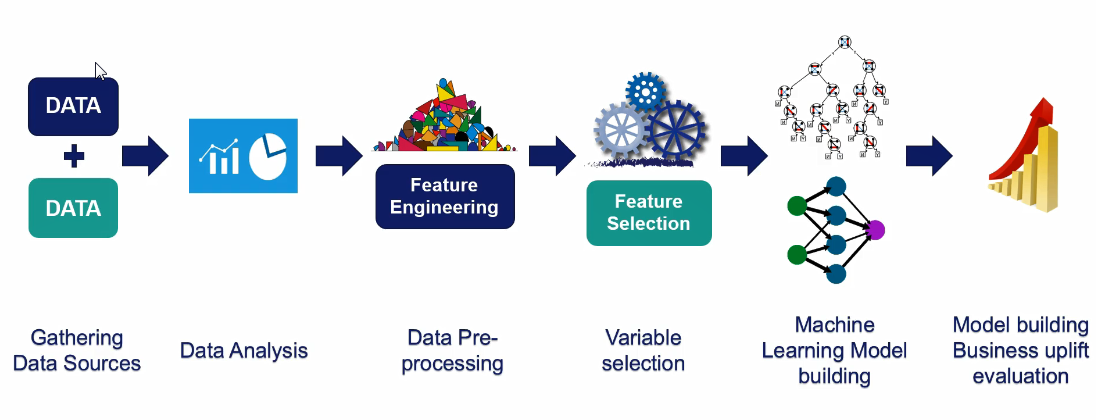 DATA
+
DATA
Feature
Engineering
Feature
Selection
Gathering
Data Sources
Data Analysis
Data Pre-
processing
Variable
selection
Machine
Learning Model
building
Model building
Business uplift
evaluation